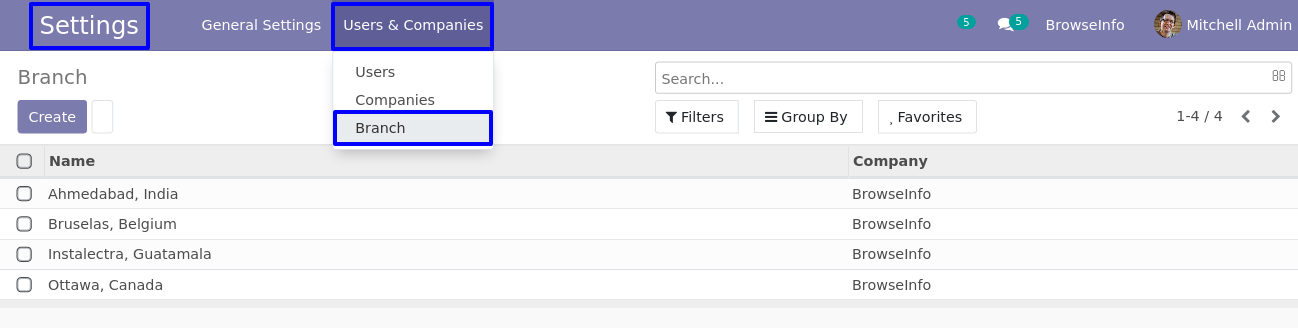 Settings General Settings Users & Companies 5 5 BrowseInfo Mitchell Admin
Branch
Users
Search...
Companies
Create
Filters Group By Favorites 1-4 / 4
Branch
Name Company
Ahmedabad, India BrowseInfo
Bruselas, Belgium BrowseInfo
Instalectra, Guatamala BrowseInfo
Ottawa, Canada BrowseInfo